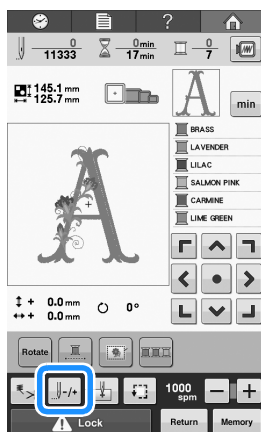 ?
0
11333
0min
17min
0
7
145.1 mm
125.7 mm
A
min
BRASS
LAVENDER
LILAC
SALMON PINK
CARMINE
LIME GREEN
A
+ 0.0 mm
+ 0.0 mm
0°
Rotate
-/+
1000
spm
- +
Lock
Return
Memory